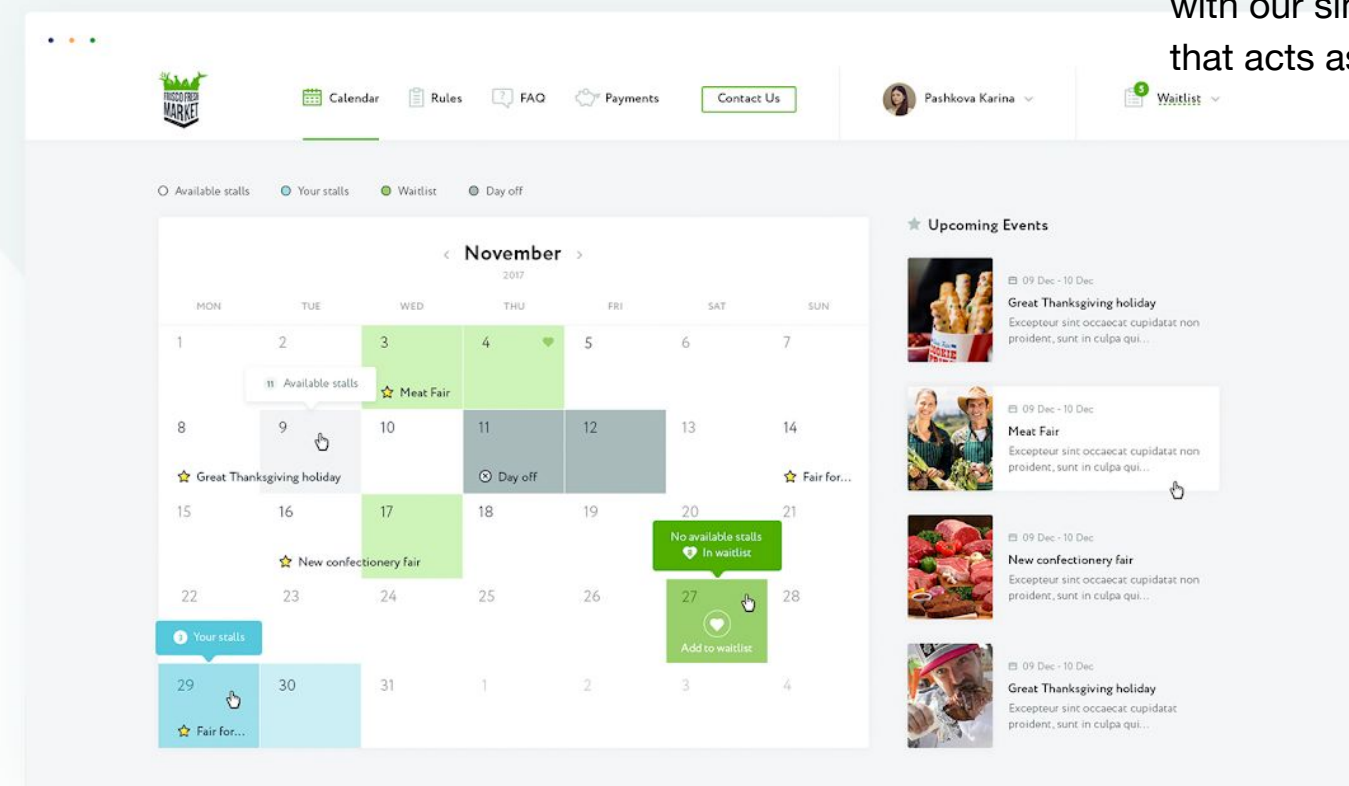 with our sin
that acts as
FRISCO FRESH
MARKET
Calendar
Rules
FAQ
Payments
Contact Us
Pashkova Karina
5
Waitlist
Available stalls
Your stalls
Waitlist
Day off
November
2017
MON TUE WED THU FRI SAT SUN
1 2 3 4 5 6 7
11 Available stalls
Meat Fair
8 9 10 11 12 13 14
Great Thanksgiving holiday
Day off
Fair for...
15 16 17 18 19 20 21
New confectionery fair
No available stalls
In waitlist
22 23 24 25 26 27 28
Add to waitlist
3 Your stalls
29 30 31 1 2 3 4
Fair for...
Upcoming Events
09 Dec - 10 Dec
Great Thanksgiving holiday
Excepteur sint occaecat cupidatat non
proident, sunt in culpa qui...
09 Dec - 10 Dec
Meat Fair
Excepteur sint occaecat cupidatat non
proident, sunt in culpa qui...
09 Dec - 10 Dec
New confectionery fair
Excepteur sint occaecat cupidatat non
proident, sunt in culpa qui...
09 Dec - 10 Dec
Great Thanksgiving holiday
Excepteur sint occaecat cupidatat
proident, sunt in culpa qui...